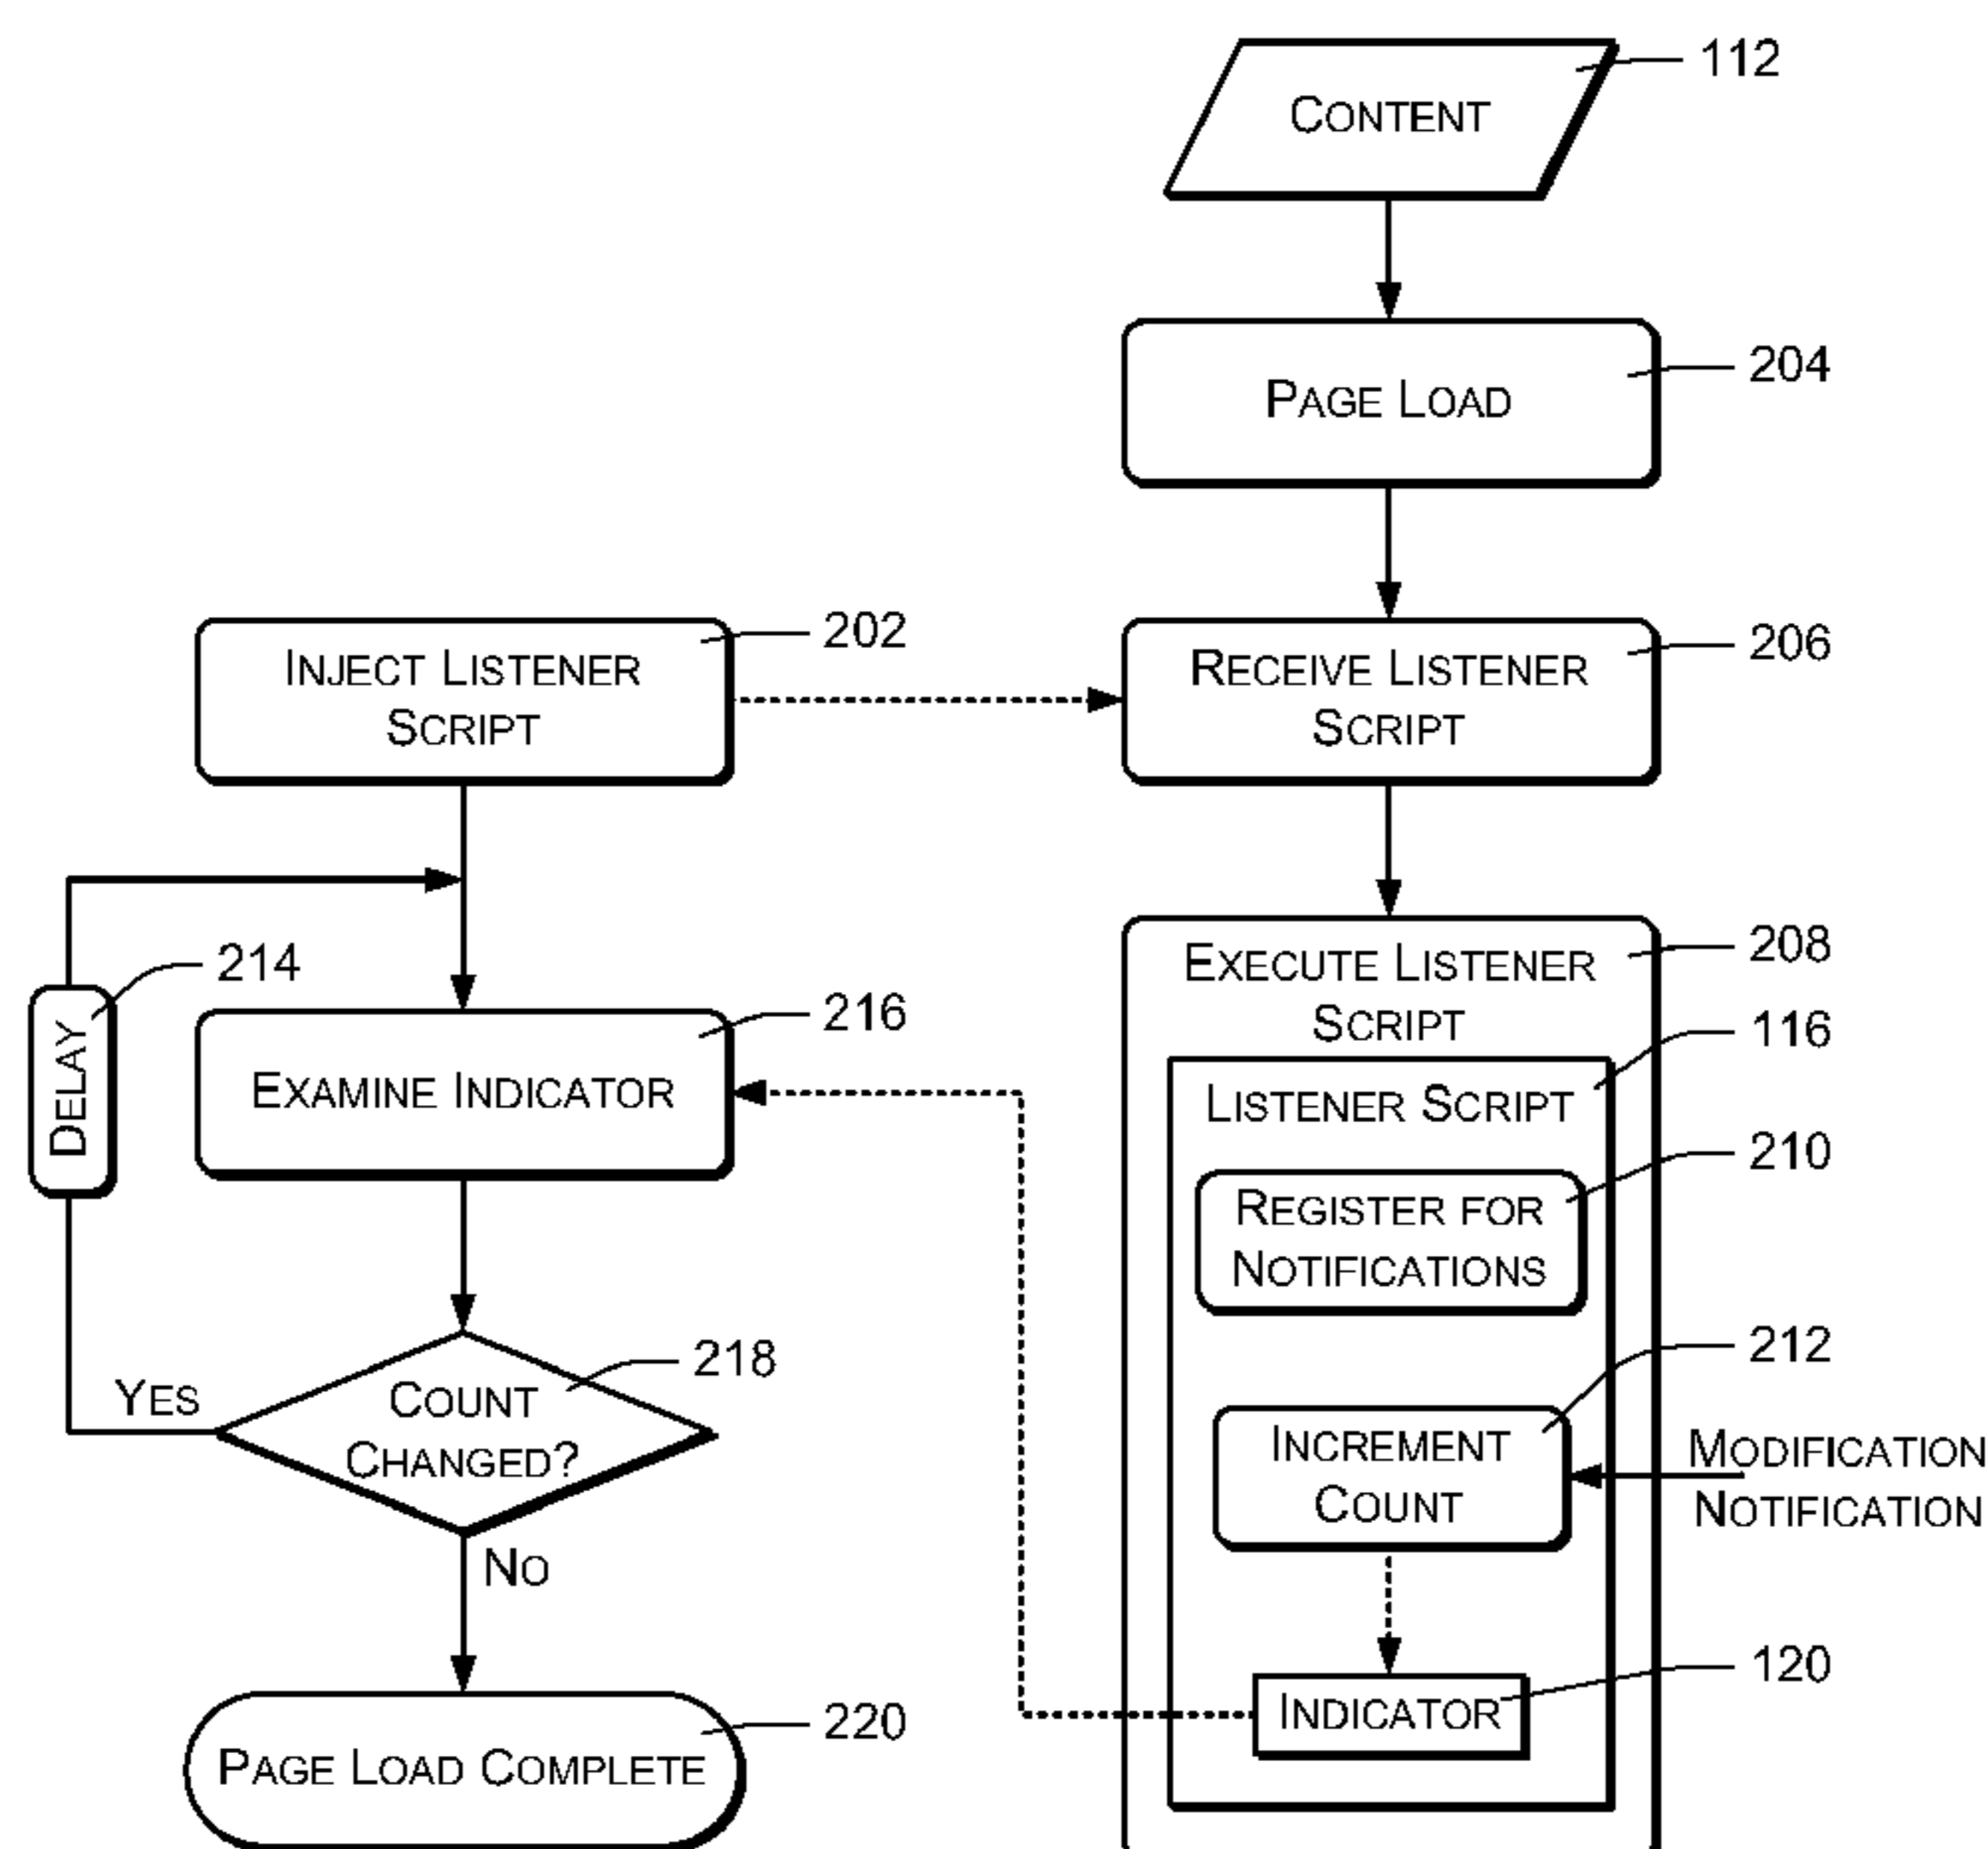 CONTENT
112
PAGE LOAD
204
INJECT LISTENER
SCRIPT
202
RECEIVE LISTENER
SCRIPT
206
DELAY
214
EXAMINE INDICATOR
216
EXECUTE LISTENER
SCRIPT
208
LISTENER SCRIPT
116
REGISTER FOR
NOTIFICATIONS
210
COUNT
CHANGED?
218
YES
NO
INCREMENT
COUNT
212
MODIFICATION
NOTIFICATION
INDICATOR
120
PAGE LOAD COMPLETE
220